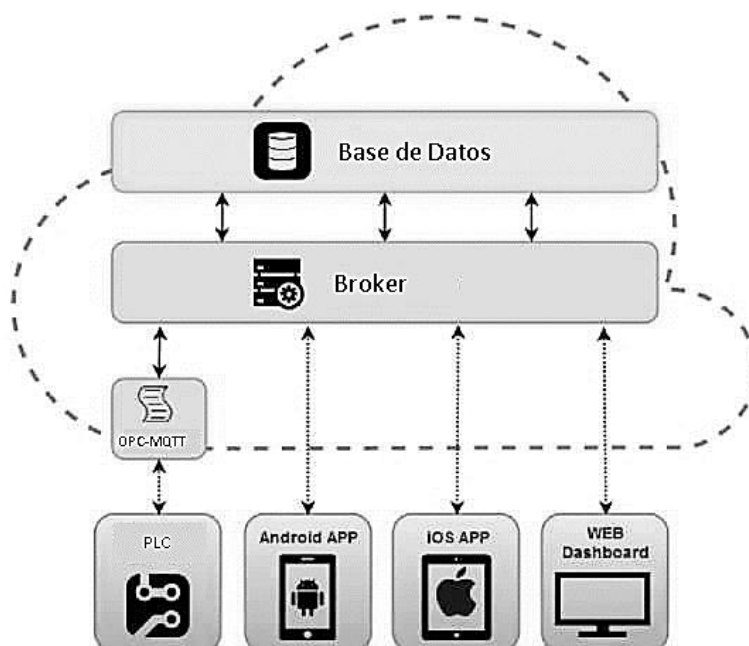 Base de Datos
Broker
OPC-MQTT
PLC
Android APP
iOS APP
WEB
Dashboard